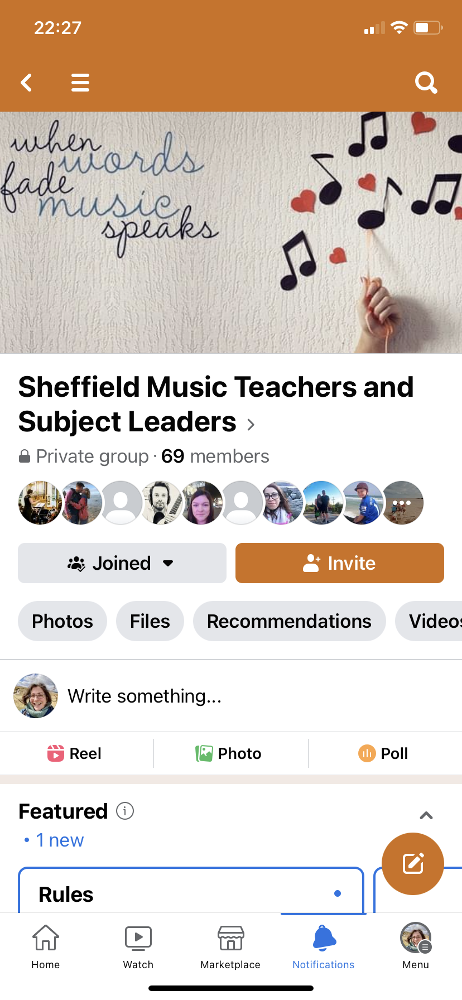 22:27
when
words
fade
music
speaks
Sheffield Music Teachers and
Subject Leaders
Private group · 69 members
Joined
Invite
Photos
Files
Recommendations
Videos
Write something...
Reel
Photo
Poll
Featured
• 1 new
Rules
Home
Watch
Marketplace
Notifications
Menu